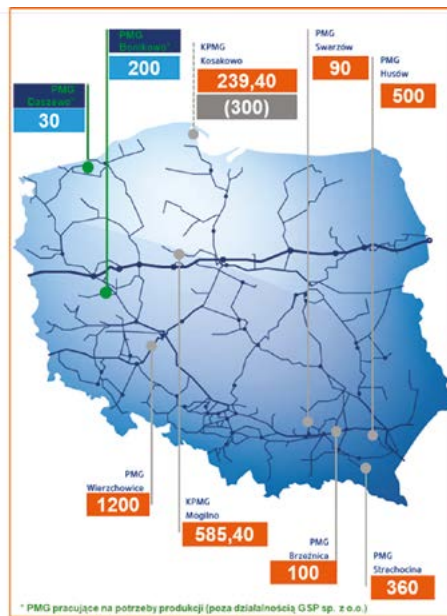 PMG
Bonikowo*
200
PMG
Daszewo*
30
KPMG
Kosakowo
239,40
(300)
PMG
Swarzów
90
PMG
Husów
500
PMG
Wierzchowice
1200
KPMG
Mogilno
585,40
PMG
Brzeźnica
100
PMG
Strachocina
360
* PMG pracujące na potrzeby produkcji (poza działalnością GSP sp. z o.o.)